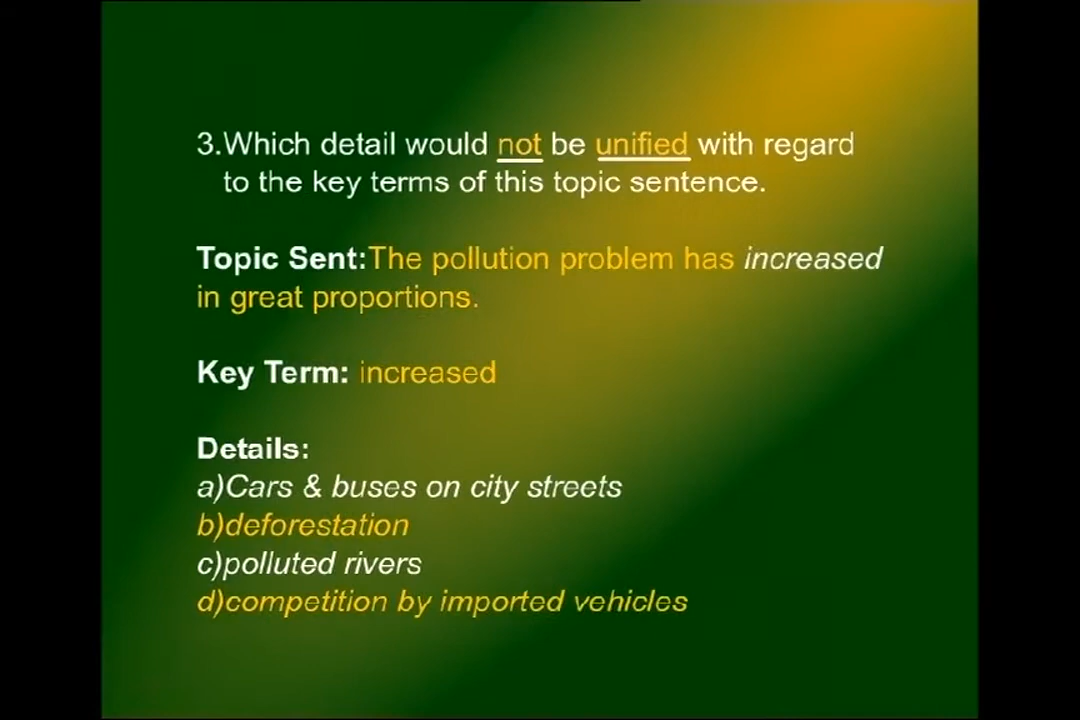 3.Which detail would not be unified with regard
to the key terms of this topic sentence.
Topic Sent:The pollution problem has increased
in great proportions.
Key Term: increased
Details:
a)Cars & buses on city streets
b)deforestation
c)polluted rivers
d)competition by imported vehicles